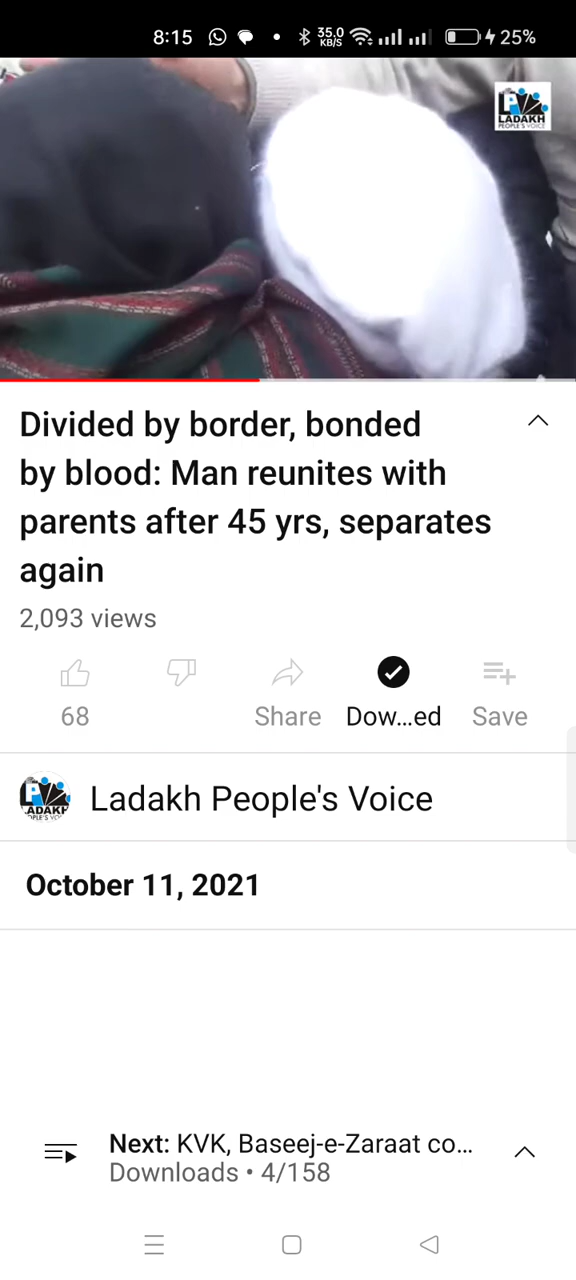 8:15 35.0 KB/S 25%
LADAKH
PEOPLE'S VOICE
Divided by border, bonded
by blood: Man reunites with
parents after 45 yrs, separates
again
2,093 views
68 Share Dow...ed Save
Ladakh People's Voice
October 11, 2021
Next: KVK, Baseej-e-Zaraat co...
Downloads • 4/158